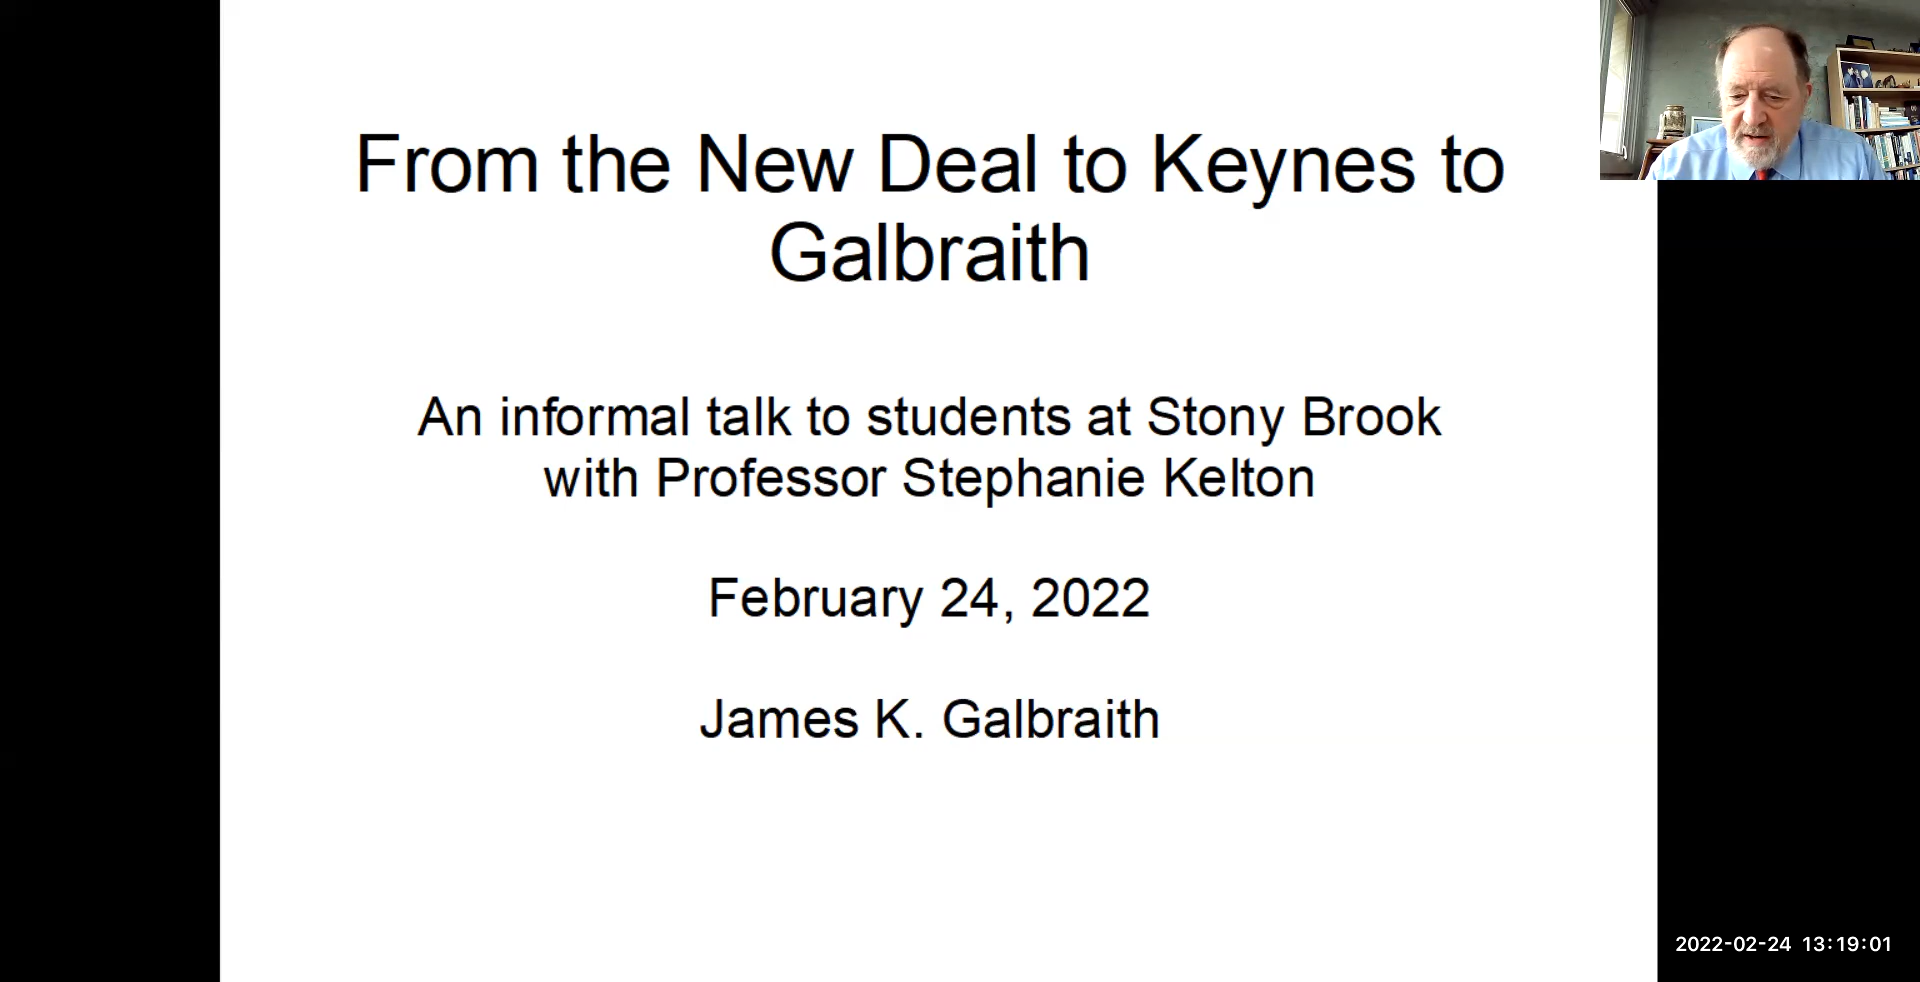 From the New Deal to Keynes to
Galbraith
An informal talk to students at Stony Brook
with Professor Stephanie Kelton
February 24, 2022
James K. Galbraith
2022-02-24 13:19:01